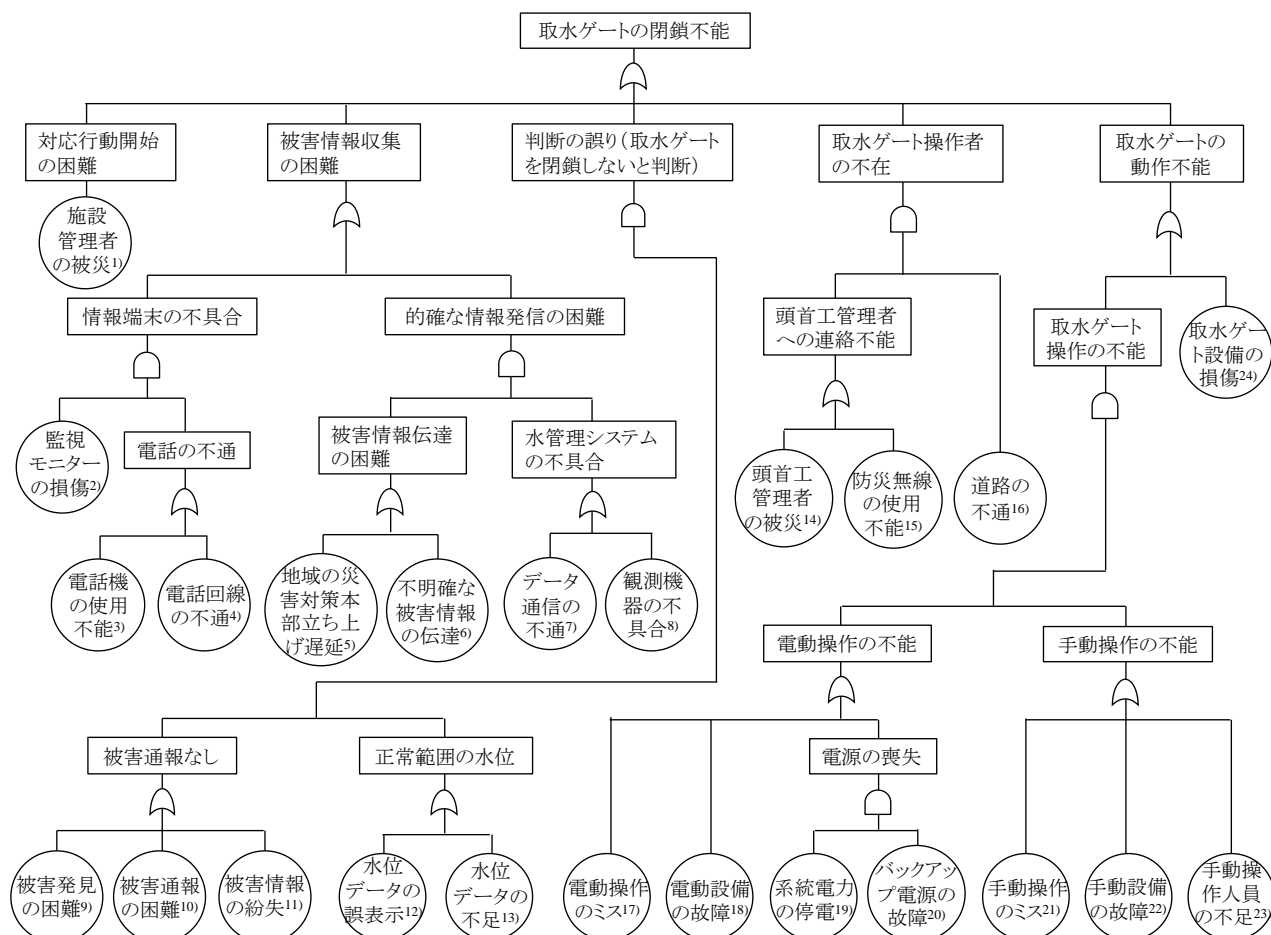 取水ゲートの閉鎖不能
対応行動開始
の困難
被害情報収集
の困難
判断の誤り（取水ゲート
を閉鎖しないと判断）
取水ゲート操作者
の不在
取水ゲートの
動作不能
施設
管理者
の被災1)
情報端末の不具合
的確な情報発信の困難
頭首工管理者
への連絡不能
取水ゲート
操作の不能
取水ゲー
ト設備の
損傷24)
監視
モニター
の損傷2)
電話の不通
被害情報伝達
の困難
水管理システム
の不具合
頭首工
管理者
の被災14)
防災無線
の使用
不能15)
道路の
不通16)
電話機
の使用
不能3)
電話回線
の不通4)
地域の災
害対策本
部立ち上
げ遅延5)
不明確な
被害情報
の伝達6)
データ
通信の
不通7)
観測機
器の不
具合8)
電動操作の不能
手動操作の不能
被害通報なし
正常範囲の水位
電源の喪失
被害発見
の困難9)
被害通報
の困難10)
被害情報
の紛失11)
水位
データの
誤表示12)
水位
データの
不足13)
電動操作
のミス17)
電動設備
の故障18)
系統電力
の停電19)
バックアッ
プ電源の
故障20)
手動操作
のミス21)
手動設備
の故障22)
手動操
作人員
の不足23)